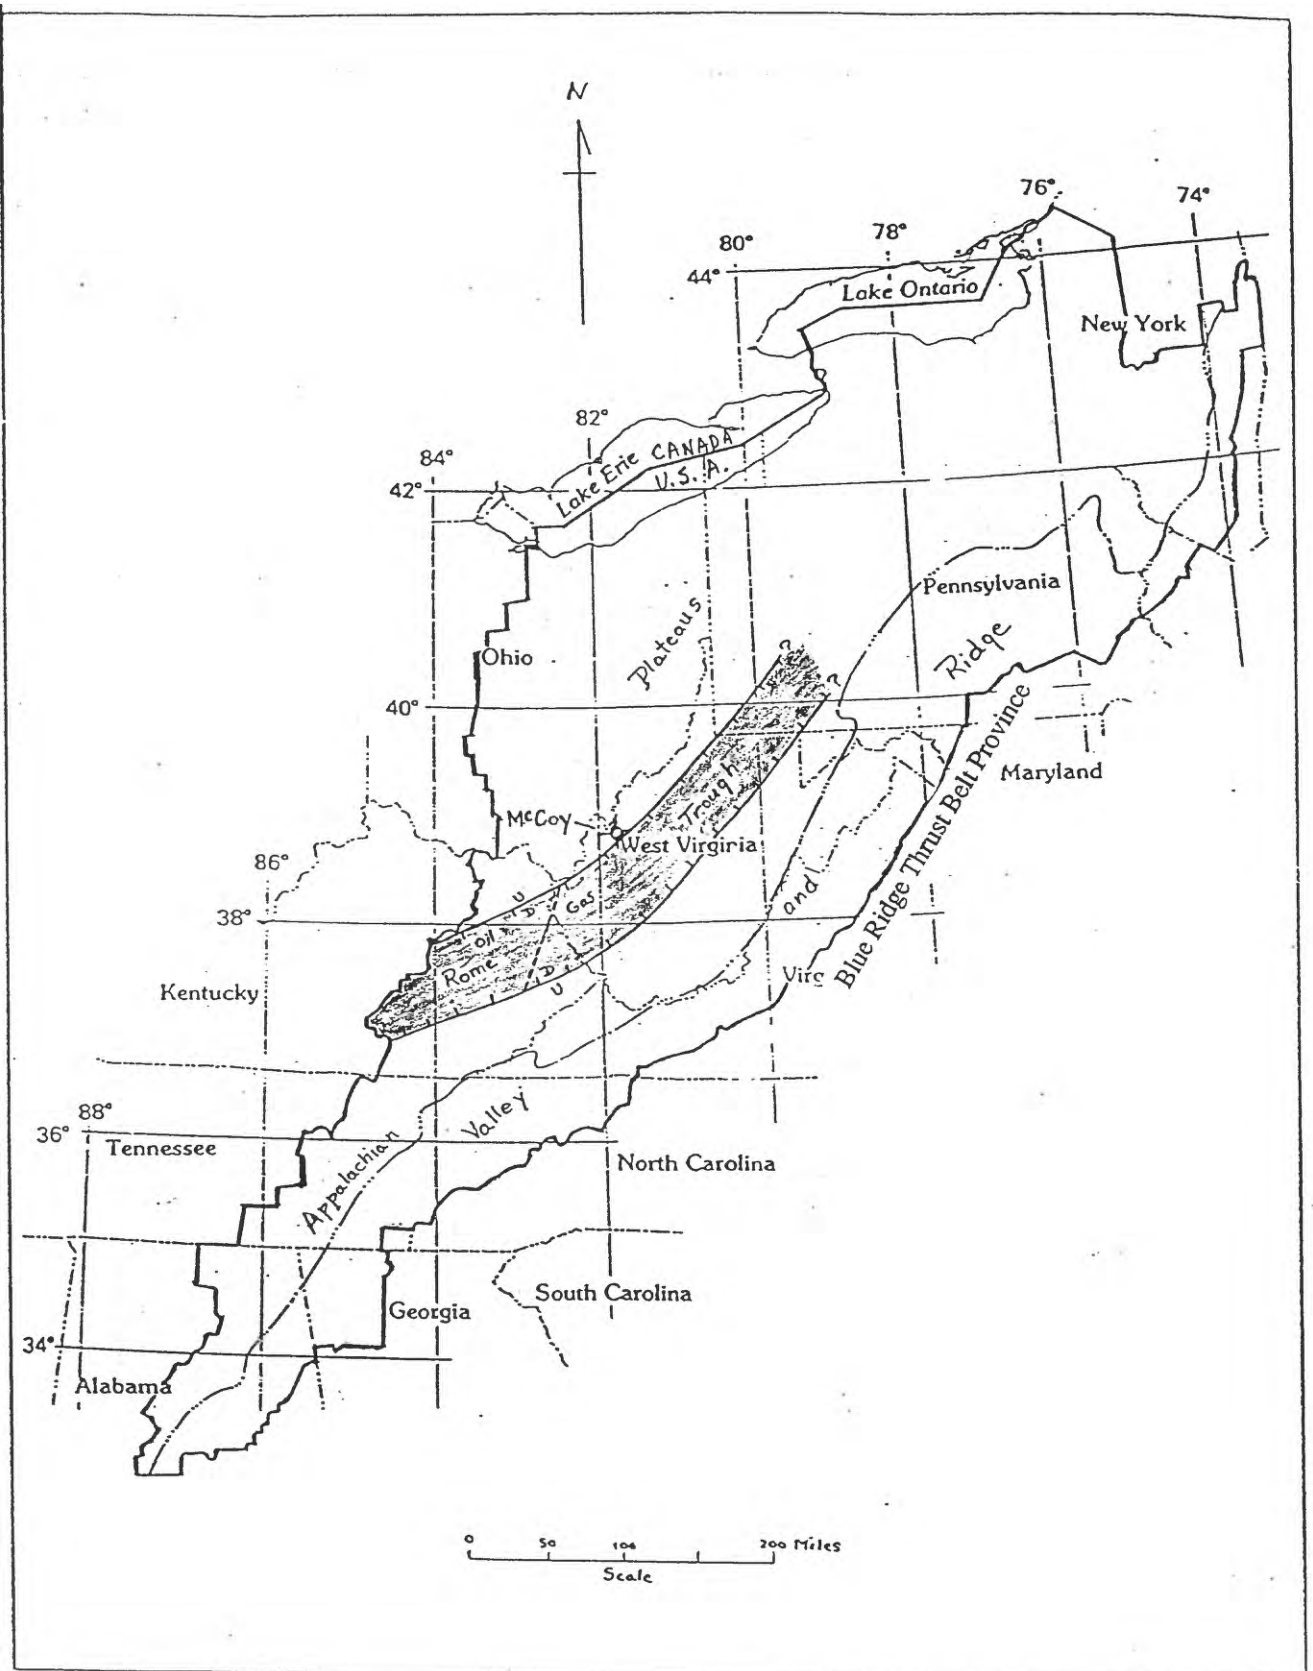 N
76°
74°
78°
80°
44°
Lake Ontario
New York
82°
84°
CANADA
Lake Erie
U.S.A.
42°
Pennsylvania
Plateaus
Ridge
Ohio
?
?
40°
Maryland
Trough
McCoy
West Virginia
86°
and
Blue Ridge Thrust Belt Province
U
D
Gas
38°
Oil
Rome
D
U
Virg
Kentucky
88°
Valley
36°
Tennessee
Appalachian
North Carolina
South Carolina
Georgia
34°
Alabama
0 50 100 200 Miles
Scale